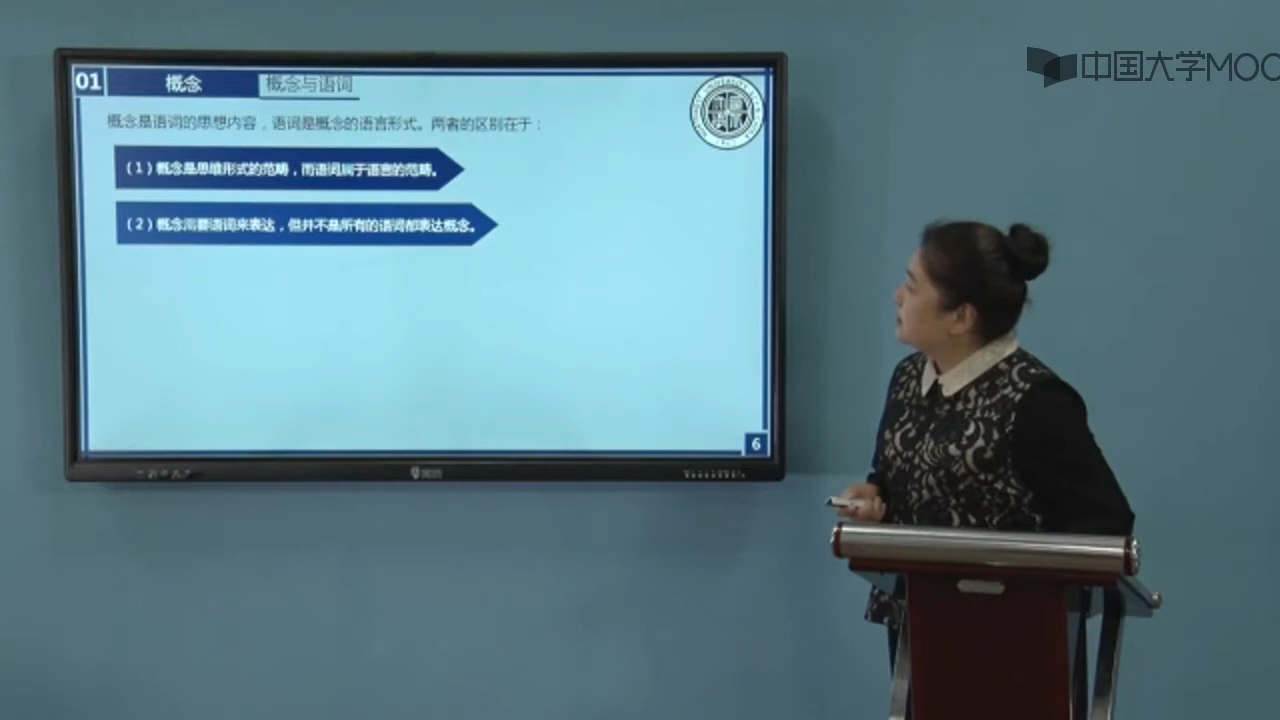 中国大学MOOC
01 概念 概念与语词
概念是语词的思想内容，语词是概念的语言形式。两者的区别在于：
（1）概念是思维形式的范畴，而语词属于语言的范畴。
（2）概念需要语词来表达，但并不是所有的语词都表达概念。
6